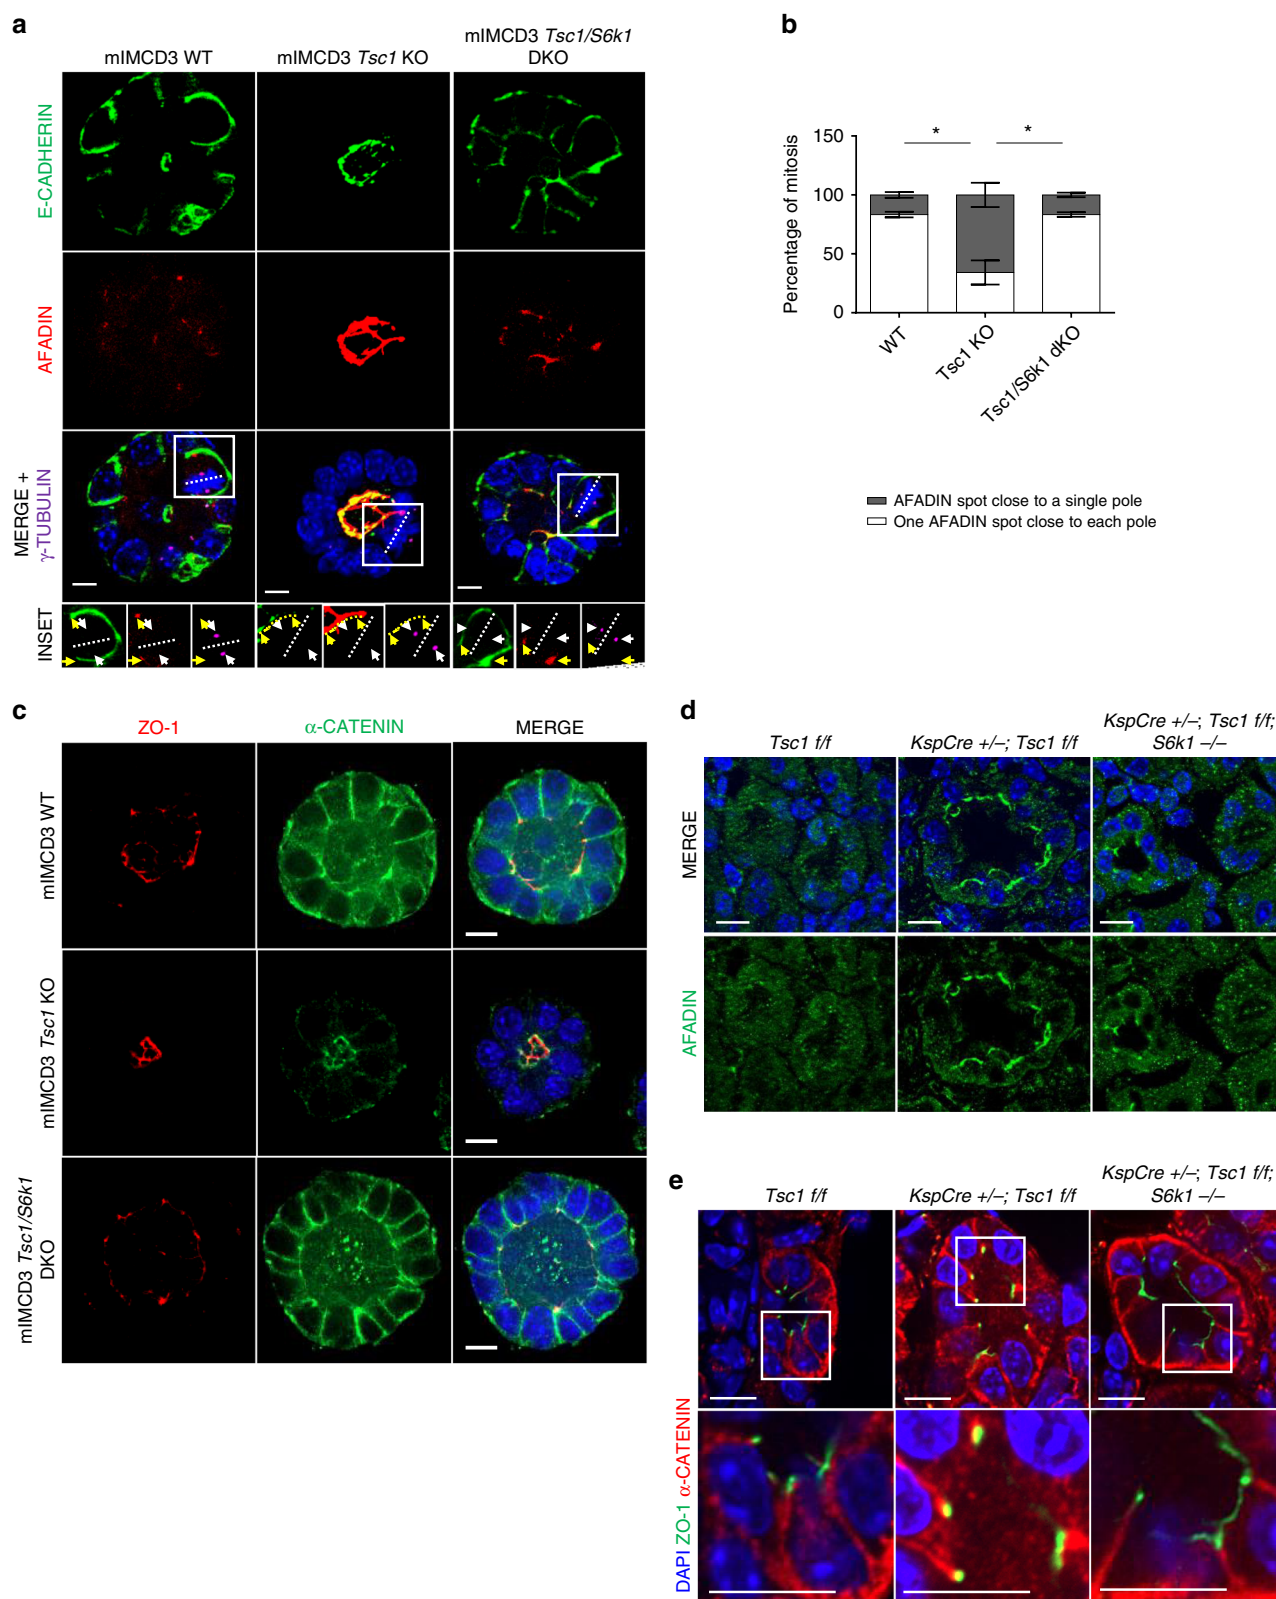 a
mIMCD3 WT
mIMCD3 Tsc1 KO
mIMCD3 Tsc1/S6k1
DKO
E-CADHERIN
AFADIN
MERGE +
γ-TUBULIN
INSET
b
Percentage of mitosis
150
100
50
0
*
*
WT
Tsc1 KO
Tsc1/S6k1 dKO
AFADIN spot close to a single pole
One AFADIN spot close to each pole
c
ZO-1
α-CATENIN
MERGE
mIMCD3 WT
mIMCD3 Tsc1 KO
mIMCD3 Tsc1/S6k1
DKO
d
Tsc1 f/f
KspCre +/–; Tsc1 f/f
KspCre +/–; Tsc1 f/f;
S6k1 –/–
MERGE
AFADIN
e
Tsc1 f/f
KspCre +/–; Tsc1 f/f
KspCre +/–; Tsc1 f/f;
S6k1 –/–
DAPI ZO-1 α-CATENIN